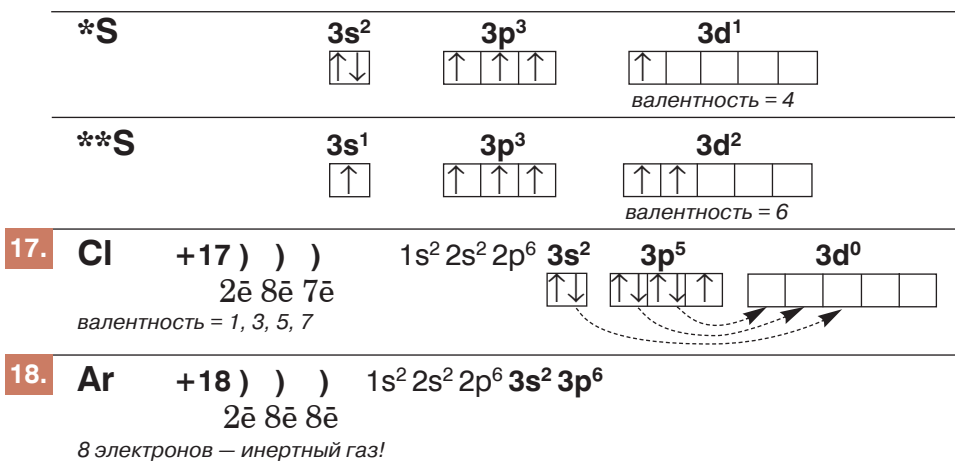 *S 3s² 3p³ 3d¹
↑↓ ↑ ↑ ↑ ↑
валентность = 4
**S 3s¹ 3p³ 3d²
↑ ↑ ↑ ↑ ↑ ↑
валентность = 6
17. Cl +17 ) ) ) 1s² 2s² 2p⁶ 3s² 3p⁵ 3d⁰
2ē 8ē 7ē ↑↓ ↑↓ ↑↓ ↑
валентность = 1, 3, 5, 7
18. Ar +18 ) ) ) 1s² 2s² 2p⁶ 3s² 3p⁶
2ē 8ē 8ē
8 электронов — инертный газ!